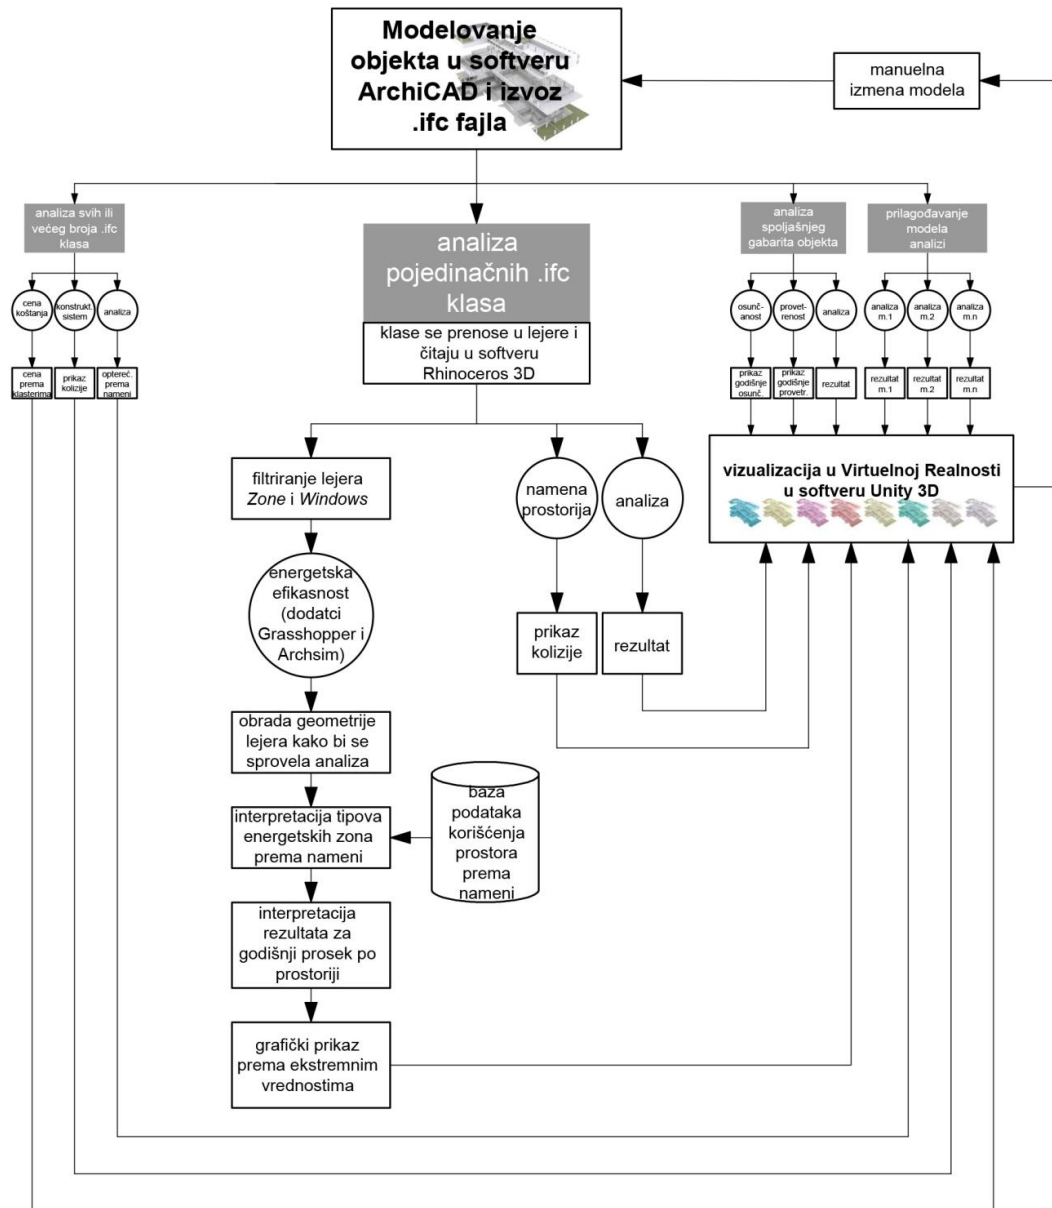 Modelovanje
objekta u softveru
ArchiCAD i izvoz
.ifc fajla
manuelna
izmena modela
analiza svih ili
većeg broja .ifc
klasa
analiza
pojedinačnih .ifc
klasa
klase se prenose u lejere i
čitaju u softveru
Rhinoceros 3D
analiza
spoljašnjeg
gabarita objekta
prilagođavanje
modela
analizi
cena
koštanja
konstrukt.
sistem
analiza
osunč-
anost
provet-
renost
analiza
analiza
m.1
analiza
m.2
analiza
m.n
cena
prema
klasterima
prikaz
kolizije
optereć.
prema
nameni
prikaz
godišnje
osunč.
prikaz
godišnje
provetr.
rezultat
rezultat
m.1
rezultat
m.2
rezultat
m.n
vizualizacija u Virtuelnoj Realnosti
u softveru Unity 3D
filtriranje lejera
Zone i Windows
namena
prostorija
analiza
energetska
efikasnost
(dodatci
Grasshopper i
Archsim)
prikaz
kolizije
rezultat
obrada geometrije
lejera kako bi se
sprovela analiza
interpretacija tipova
energetskih zona
prema nameni
baza
podataka
korišćenja
prostora
prema
nameni
interpretacija
rezultata za
godišnji prosek po
prostoriji
grafički prikaz
prema ekstremnim
vrednostima